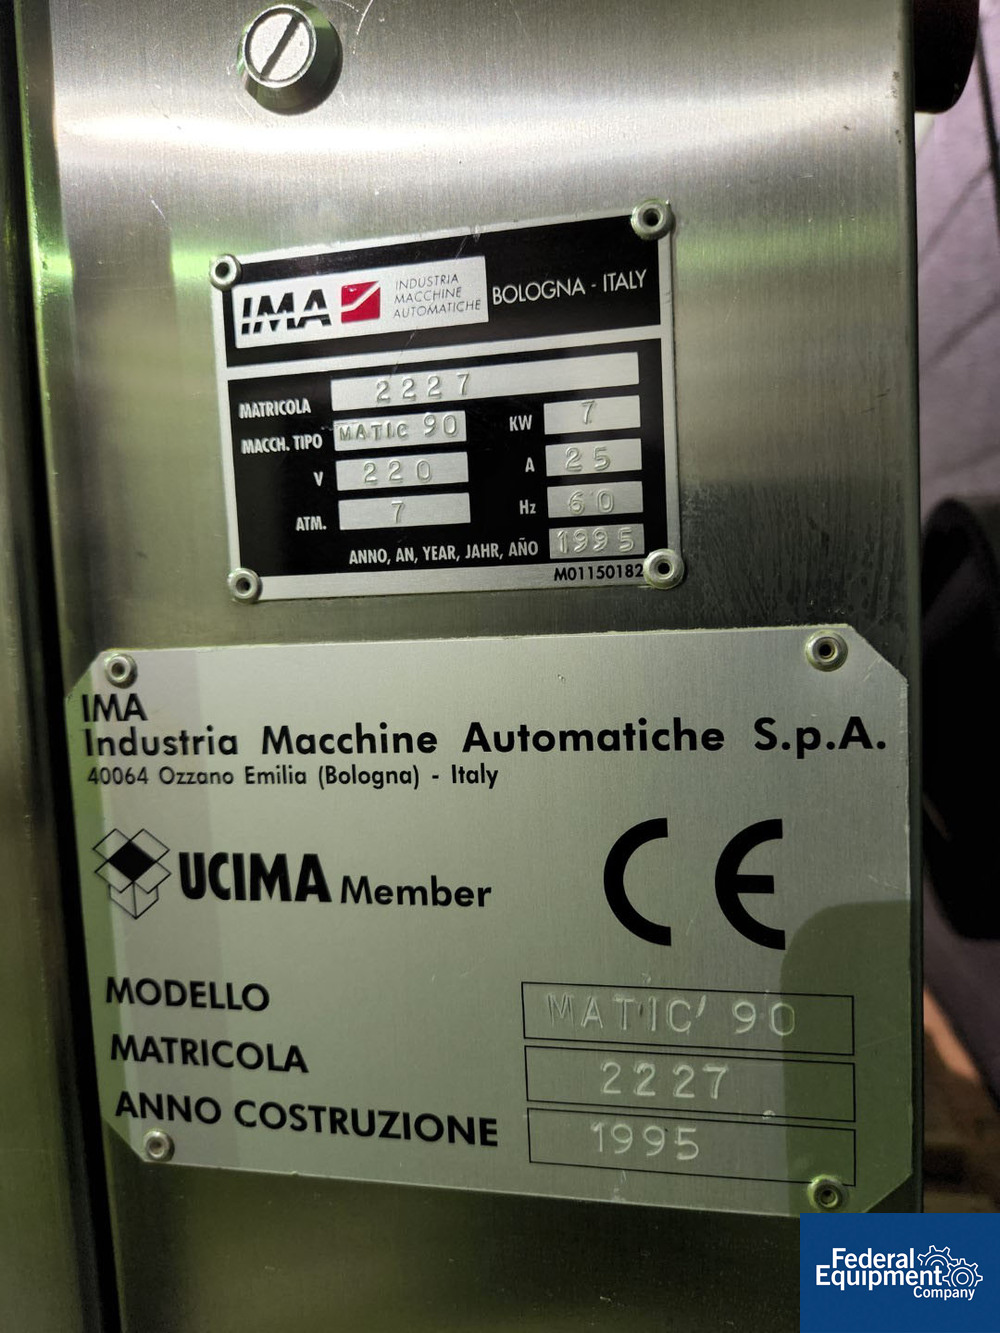 IMA INDUSTRIA
MACCHINE
AUTOMATICHE
BOLOGNA - ITALY
MATRICOLA 2227
MACCH. TIPO MATIC 90 KW 7
V 220 A 25
ATM. 7 Hz 60
ANNO, AN, YEAR, JAHR, AÑO 1995
M01150182
IMA
Industria Macchine Automatiche S.p.A.
40064 Ozzano Emilia (Bologna) - Italy
UCIMA Member CE
MODELLO MATIC' 90
MATRICOLA 2227
ANNO COSTRUZIONE 1995
Federal
Equipment
Company